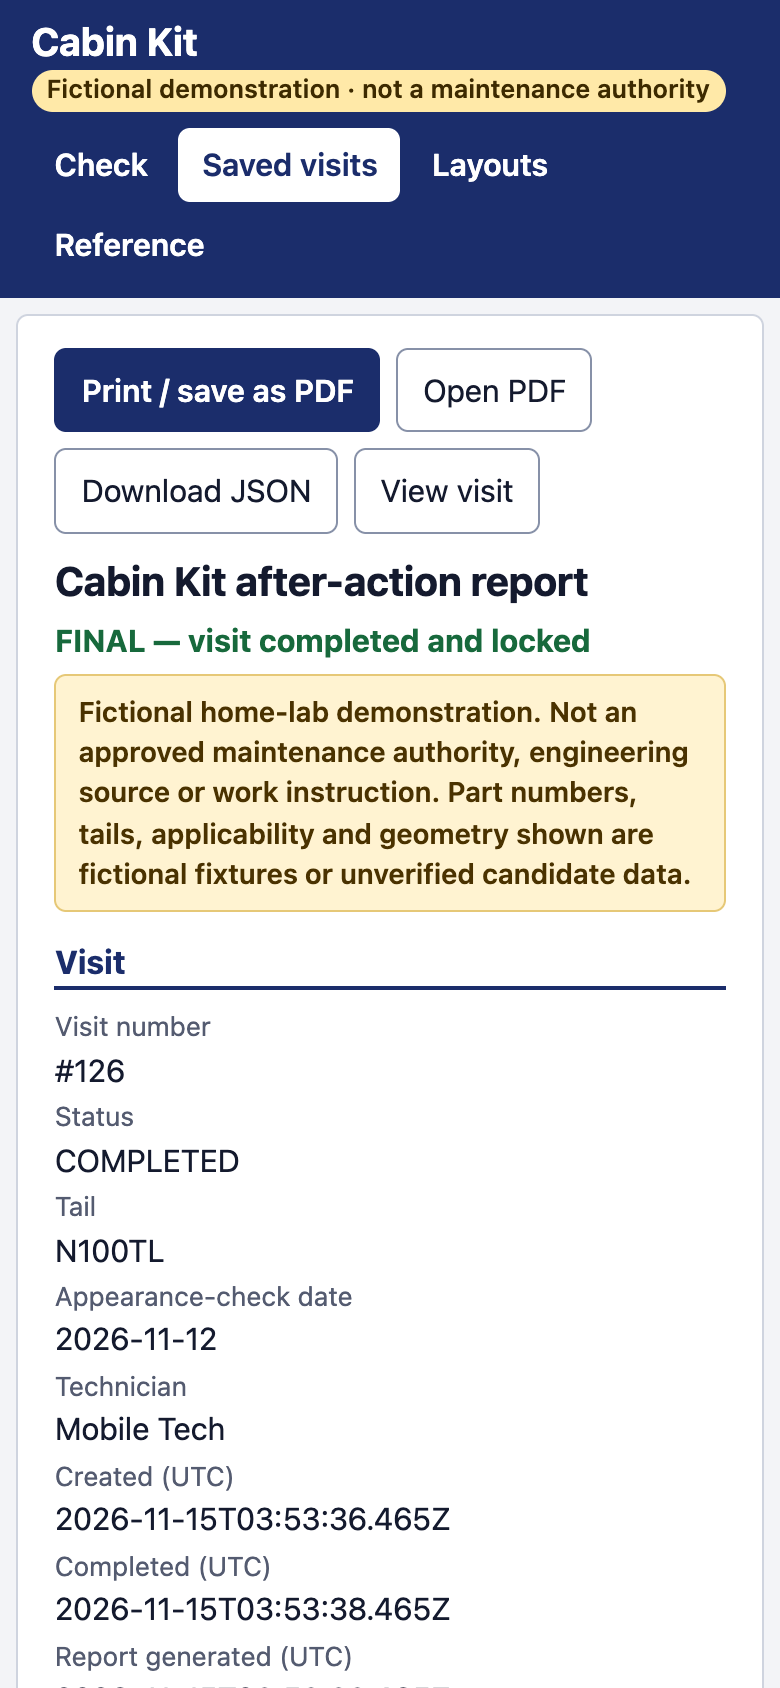 Cabin Kit
Fictional demonstration · not a maintenance authority
Check Saved visits Layouts
Reference
Print / save as PDF Open PDF
Download JSON View visit
Cabin Kit after-action report
FINAL — visit completed and locked
Fictional home-lab demonstration. Not an
approved maintenance authority, engineering
source or work instruction. Part numbers,
tails, applicability and geometry shown are
fictional fixtures or unverified candidate data.
Visit
Visit number
#126
Status
COMPLETED
Tail
N100TL
Appearance-check date
2026-11-12
Technician
Mobile Tech
Created (UTC)
2026-11-15T03:53:36.465Z
Completed (UTC)
2026-11-15T03:53:38.465Z
Report generated (UTC)